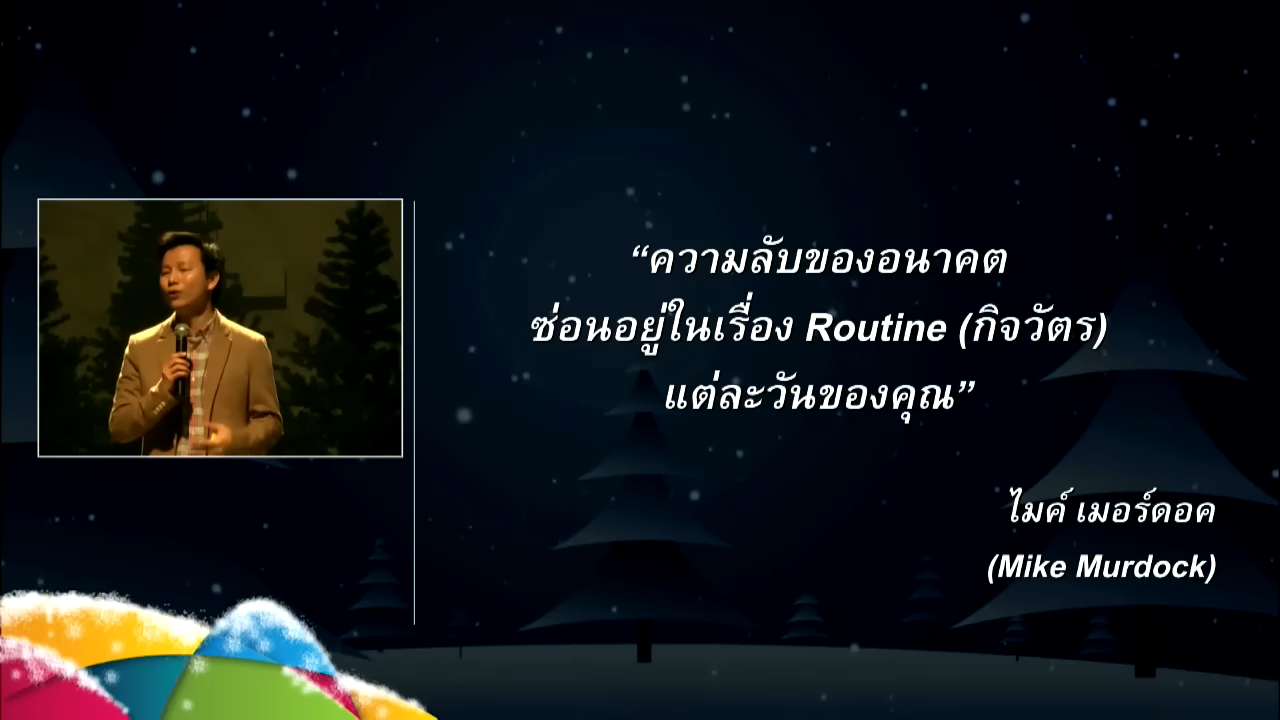 “ความลับของอนาคต
ซ่อนอยู่ในเรื่อง Routine (กิจวัตร)
แต่ละวันของคุณ”
ไมค์ เมอร์ดอค
(Mike Murdock)